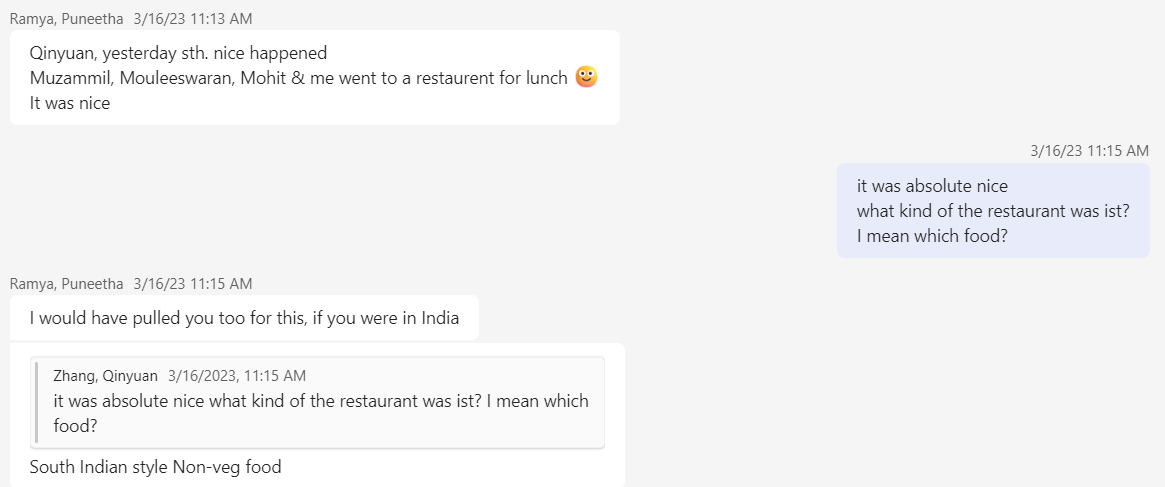 Ramya, Puneetha 3/16/23 11:13 AM
Qinyuan, yesterday sth. nice happened
Muzammil, Mouleeswaran, Mohit & me went to a restaurent for lunch 🙂
It was nice
3/16/23 11:15 AM
it was absolute nice
what kind of the restaurant was ist?
I mean which food?
Ramya, Puneetha 3/16/23 11:15 AM
I would have pulled you too for this, if you were in India
Zhang, Qinyuan 3/16/2023, 11:15 AM
it was absolute nice what kind of the restaurant was ist? I mean which
food?
South Indian style Non-veg food